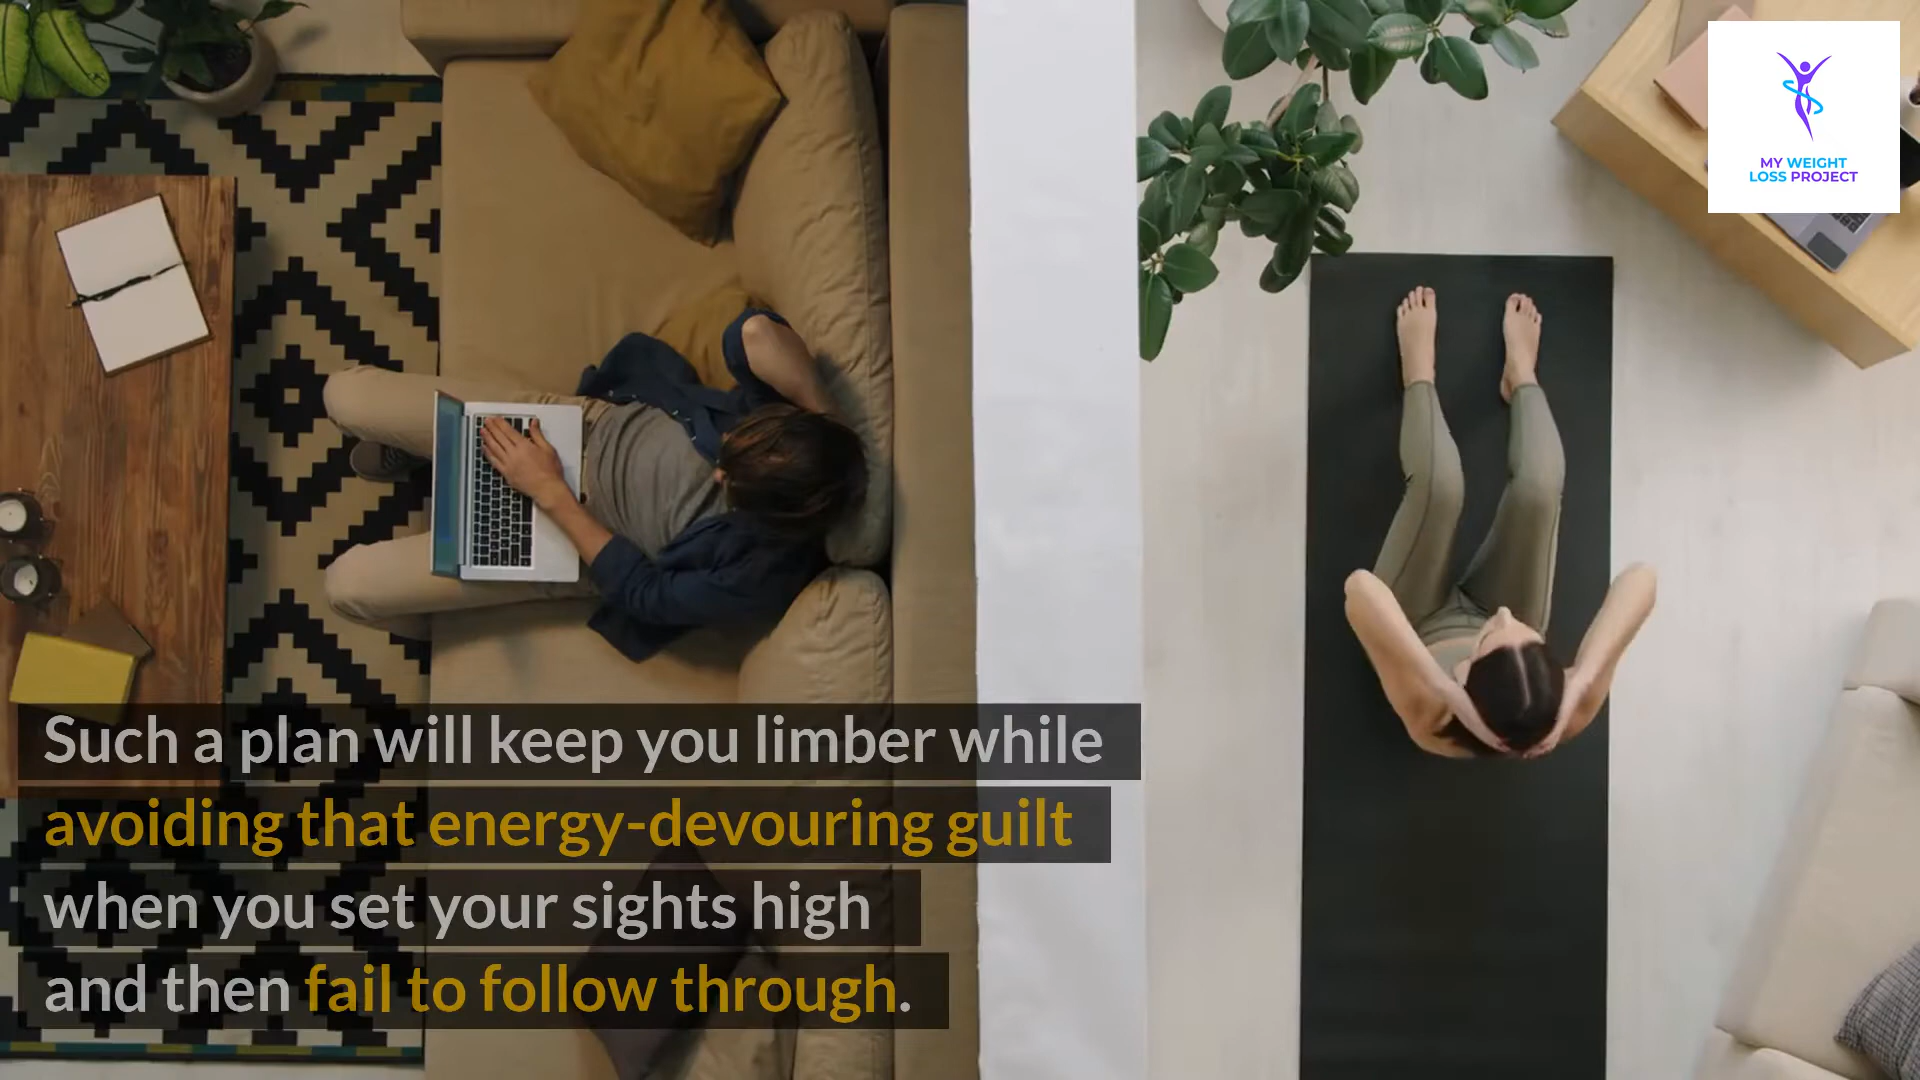 MY WEIGHT
LOSS PROJECT
Such a plan will keep you limber while
avoiding that energy-devouring guilt
when you set your sights high
and then fail to follow through.